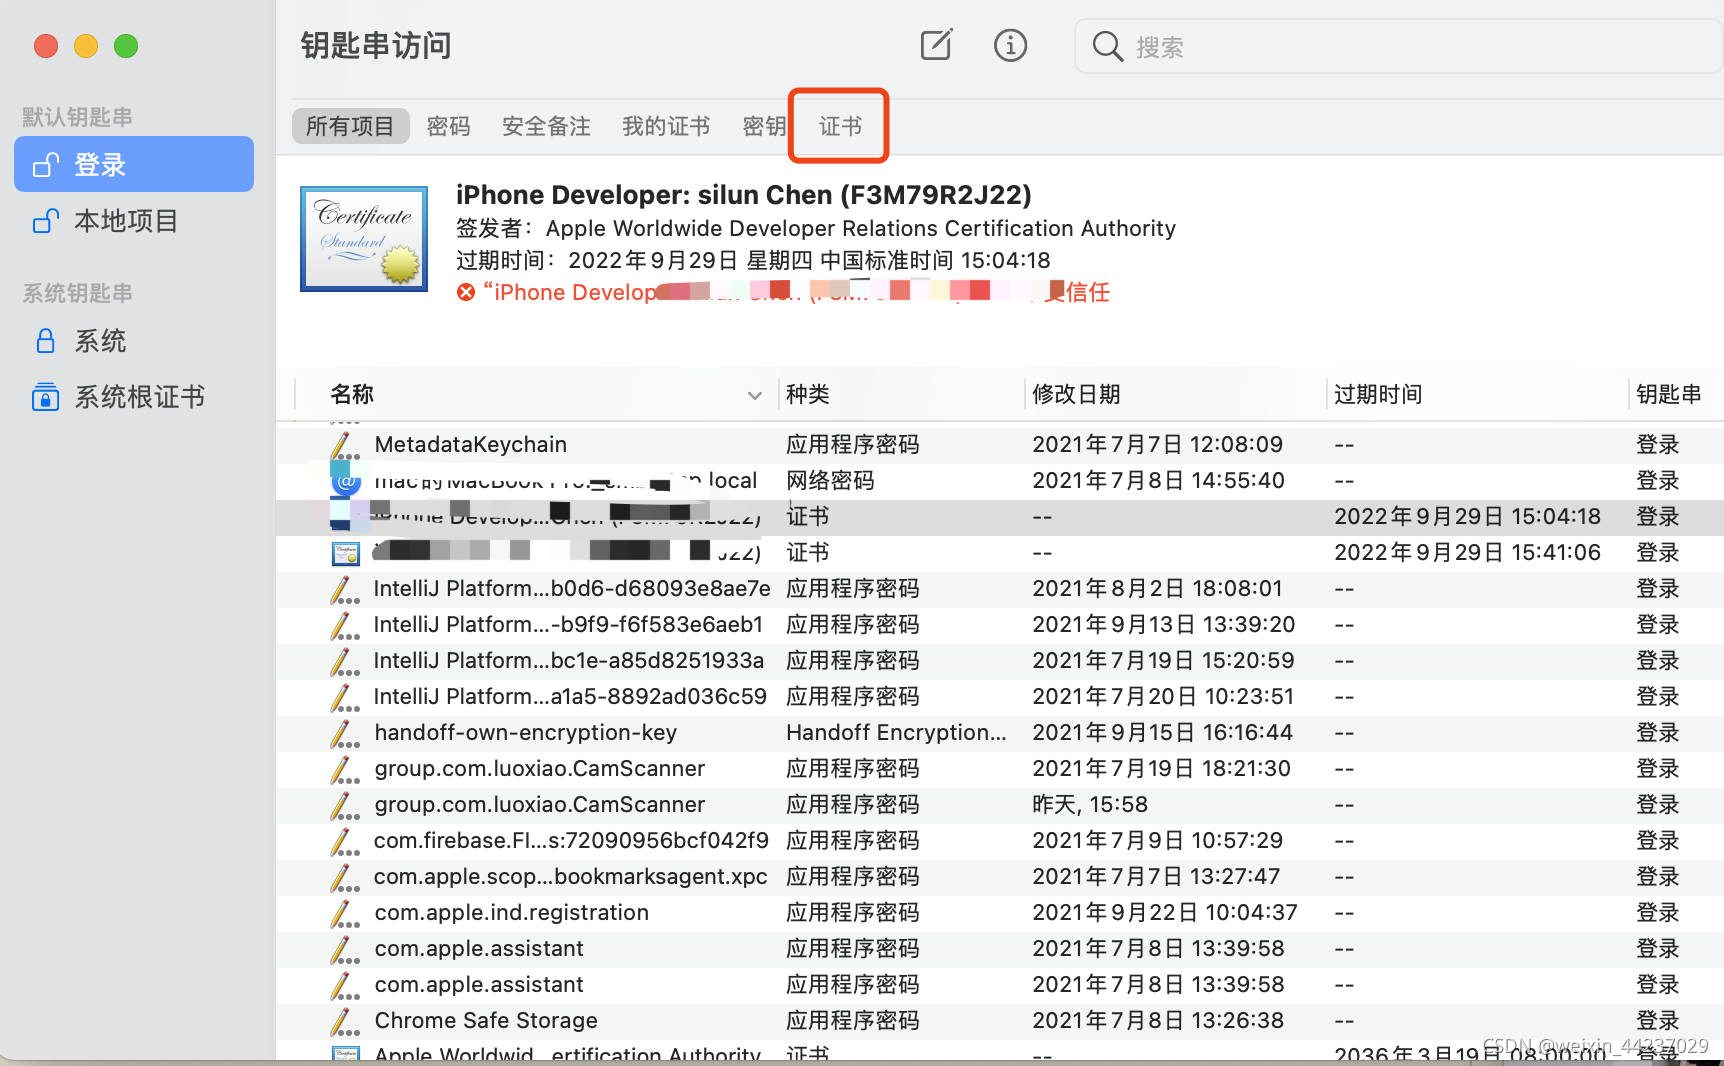 钥匙串访问
搜索
默认钥匙串
登录
本地项目
系统钥匙串
系统
系统根证书
所有项目 密码 安全备注 我的证书 密钥 证书
Certificate
Standard
iPhone Developer: silun Chen (F3M79R2J22)
签发者：Apple Worldwide Developer Relations Certification Authority
过期时间：2022年9月29日 星期四 中国标准时间 15:04:18
“iPhone Develop 信任
名称 种类 修改日期 过期时间 钥匙串
MetadataKeychain 应用程序密码 2021年7月7日 12:08:09 -- 登录
mac的MacBook Pro. local 网络密码 2021年7月8日 14:55:40 -- 登录
iPhone Develop...Chen (F3M79R2J22) 证书 -- 2022年9月29日 15:04:18 登录
J22) 证书 -- 2022年9月29日 15:41:06 登录
IntelliJ Platform...b0d6-d68093e8ae7e 应用程序密码 2021年8月2日 18:08:01 -- 登录
IntelliJ Platform...-b9f9-f6f583e6aeb1 应用程序密码 2021年9月13日 13:39:20 -- 登录
IntelliJ Platform...bc1e-a85d8251933a 应用程序密码 2021年7月19日 15:20:59 -- 登录
IntelliJ Platform...a1a5-8892ad036c59 应用程序密码 2021年7月20日 10:23:51 -- 登录
handoff-own-encryption-key Handoff Encryption... 2021年9月15日 16:16:44 -- 登录
group.com.luoxiao.CamScanner 应用程序密码 2021年7月19日 18:21:30 -- 登录
group.com.luoxiao.CamScanner 应用程序密码 昨天, 15:58 -- 登录
com.firebase.FI...s:72090956bcf042f9 应用程序密码 2021年7月9日 10:57:29 -- 登录
com.apple.scop...bookmarksagent.xpc 应用程序密码 2021年7月7日 13:27:47 -- 登录
com.apple.ind.registration 应用程序密码 2021年9月22日 10:04:37 -- 登录
com.apple.assistant 应用程序密码 2021年7月8日 13:39:58 -- 登录
com.apple.assistant 应用程序密码 2021年7月8日 13:39:58 -- 登录
Chrome Safe Storage 应用程序密码 2021年7月8日 13:26:38 -- 登录
Apple Worldwid...ertification Authority 证书 -- 2036年3月19日 08:00:00 登录
CSDN @weixin_44237029